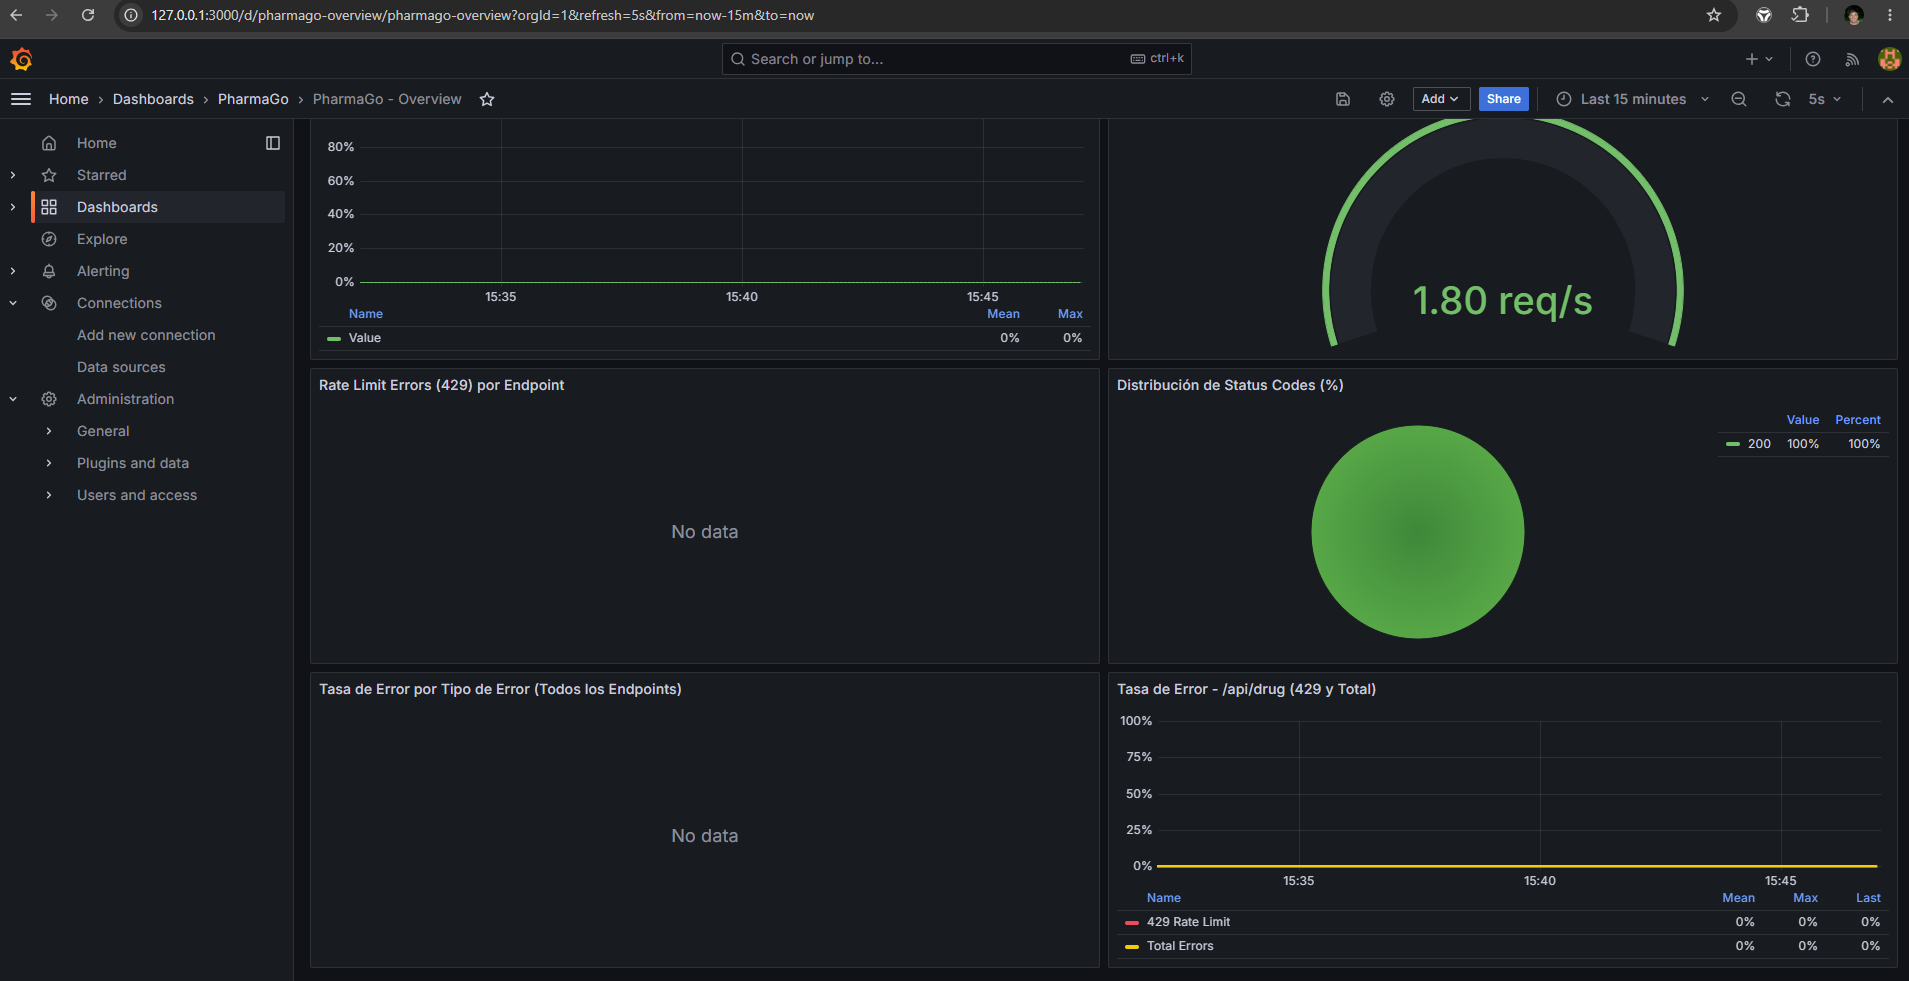 127.0.0.1:3000/d/pharmago-overview/pharmago-overview?orgId=1&refresh=5s&from=now-15m&to=now
Search or jump to...
ctrl+k
Home
Dashboards
PharmaGo
PharmaGo - Overview
Add
Share
Last 15 minutes
5s
Home
Starred
Dashboards
Explore
Alerting
Connections
Add new connection
Data sources
Administration
General
Plugins and data
Users and access
80%
60%
40%
20%
0%
15:35 15:40 15:45
Name Mean Max
Value 0% 0%
1.80 req/s
Rate Limit Errors (429) por Endpoint
No data
Distribución de Status Codes (%)
Value Percent
200 100% 100%
Tasa de Error por Tipo de Error (Todos los Endpoints)
No data
Tasa de Error - /api/drug (429 y Total)
100%
75%
50%
25%
0%
15:35 15:40 15:45
Name Mean Max Last
429 Rate Limit 0% 0% 0%
Total Errors 0% 0% 0%